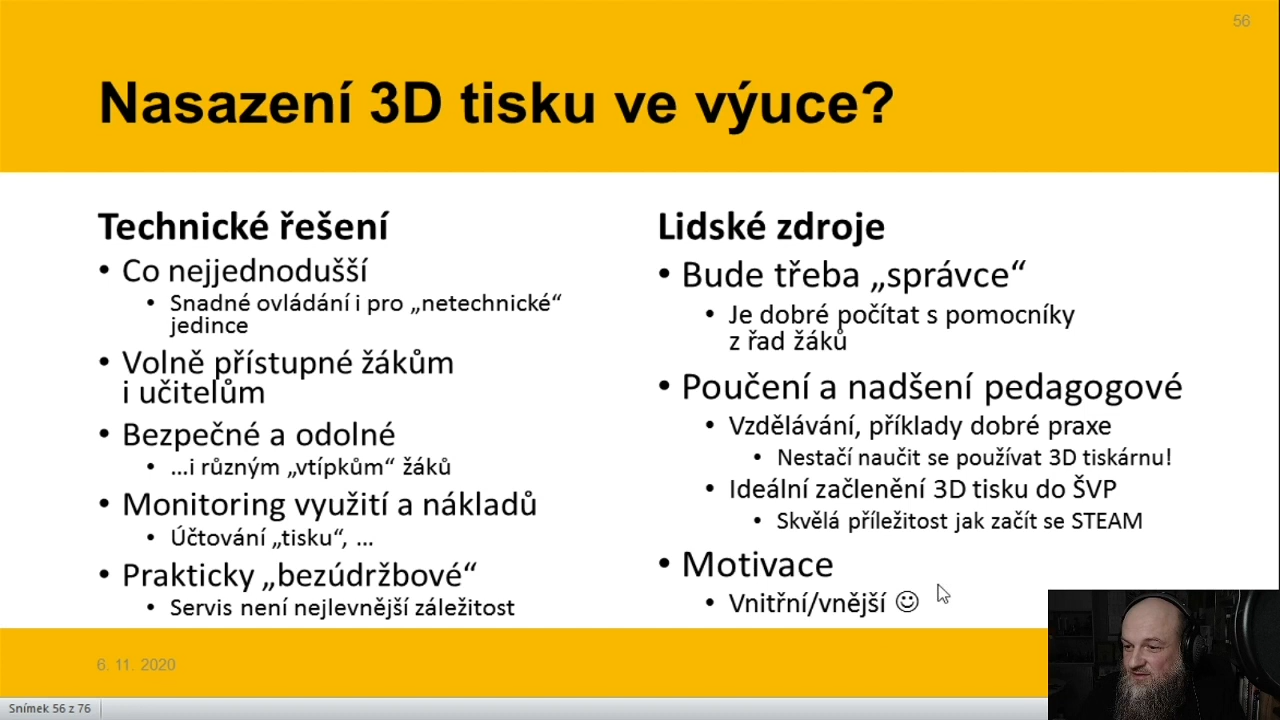 56
Nasazení 3D tisku ve výuce?
Technické řešení
• Co nejjednodušší
• Snadné ovládání i pro „netechnické“
jedince
• Volně přístupné žákům
i učitelům
• Bezpečné a odolné
• …i různým „vtípkům“ žáků
• Monitoring využití a nákladů
• Účtování „tisku“, …
• Prakticky „bezúdržbové“
• Servis není nejlevnější záležitost
Lidské zdroje
• Bude třeba „správce“
• Je dobré počítat s pomocníky
z řad žáků
• Poučení a nadšení pedagogové
• Vzdělávání, příklady dobré praxe
• Nestačí naučit se používat 3D tiskárnu!
• Ideální začlenění 3D tisku do ŠVP
• Skvělá příležitost jak začít se STEAM
• Motivace
• Vnitřní/vnější ☺
6. 11. 2020
Snímek 56 z 76